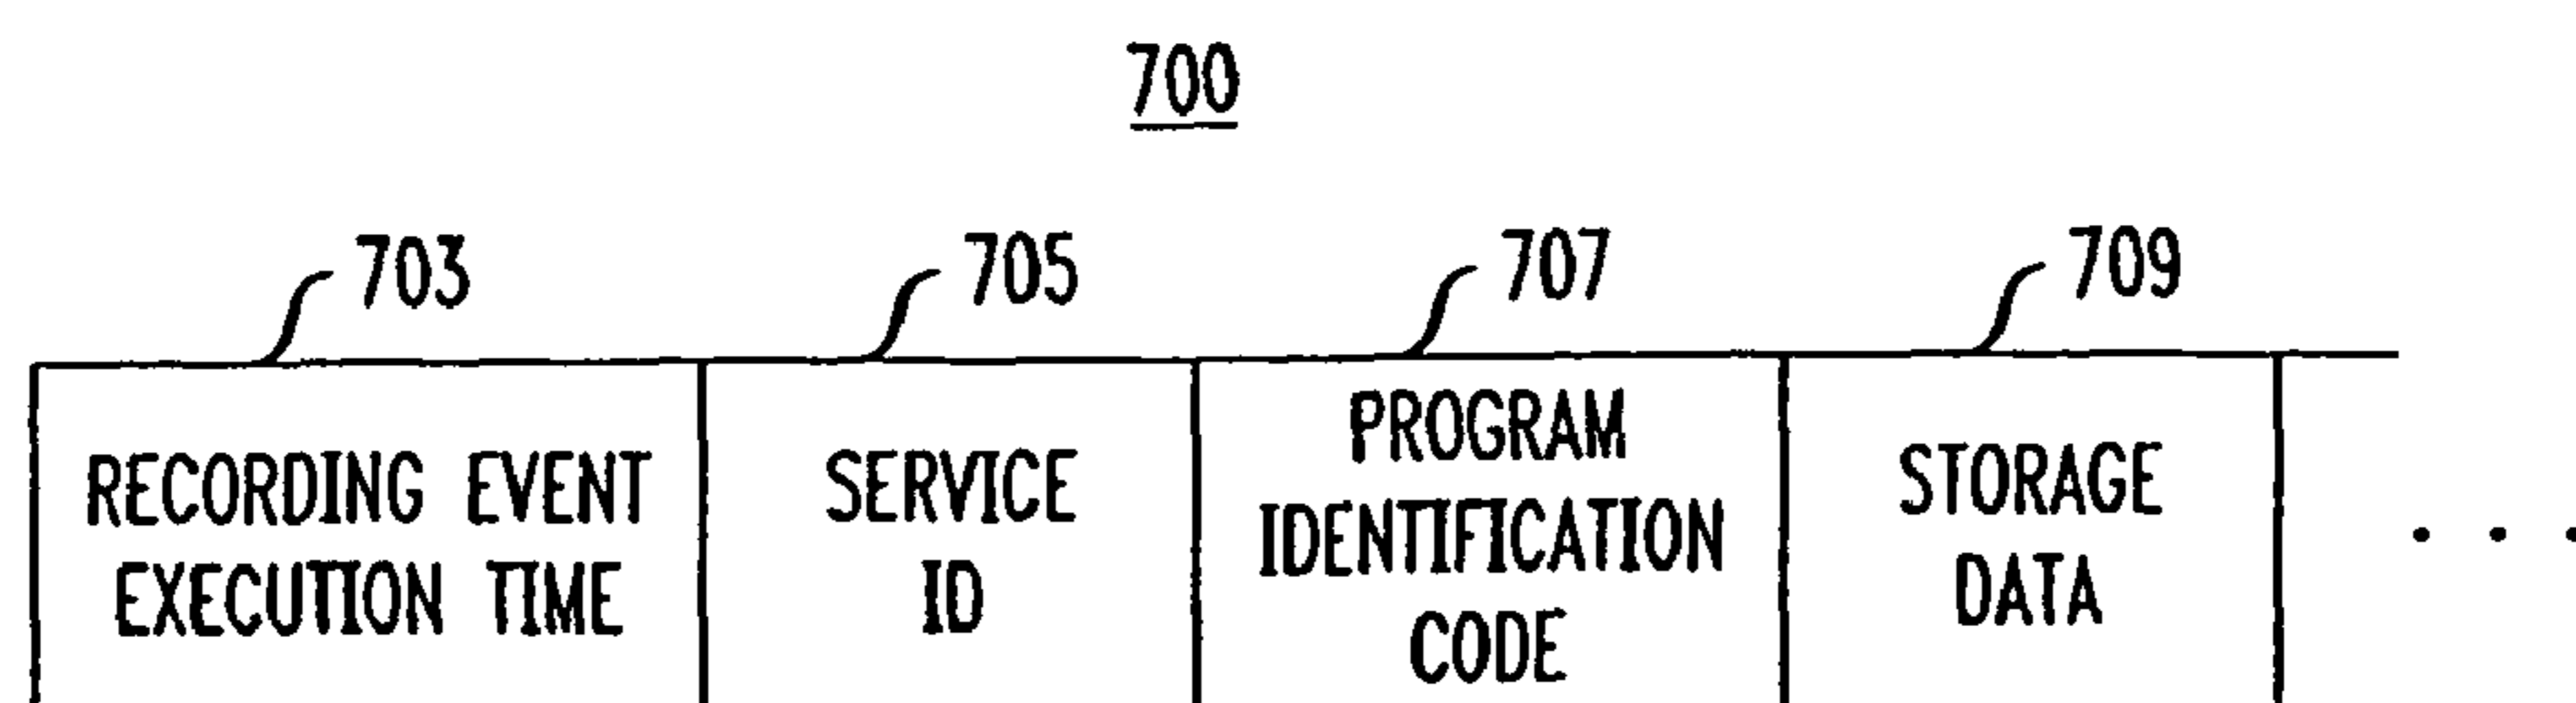 700
703 705 707 709
RECORDING EVENT
EXECUTION TIME
SERVICE
ID
PROGRAM
IDENTIFICATION
CODE
STORAGE
DATA
. . .